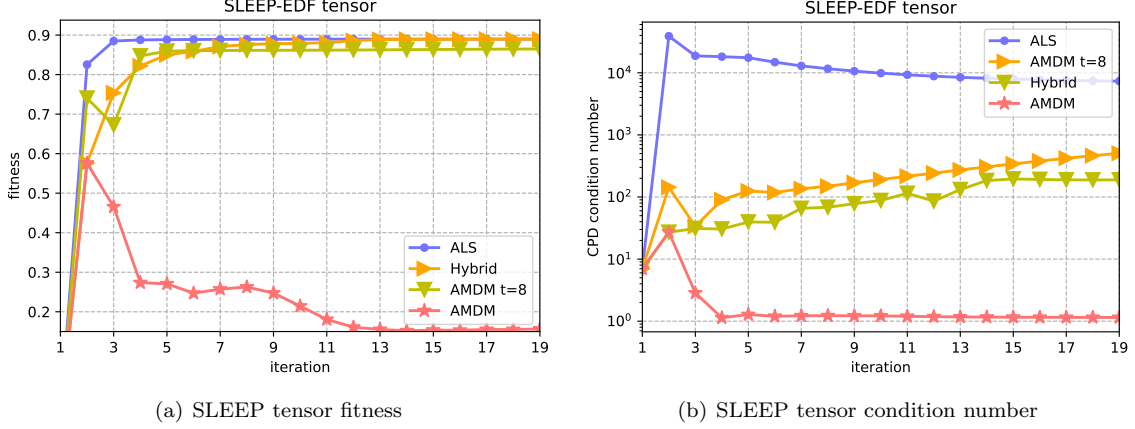 SLEEP-EDF tensor
fitness
0.9
0.8
0.7
0.6
0.5
0.4
0.3
0.2
ALS
Hybrid
AMDM t=8
AMDM
1 3 5 7 9 11 13 15 17 19
iteration
(a) SLEEP tensor fitness
SLEEP-EDF tensor
CPD condition number
10⁴
10³
10²
10¹
10⁰
ALS
AMDM t=8
Hybrid
AMDM
1 3 5 7 9 11 13 15 17 19
iteration
(b) SLEEP tensor condition number